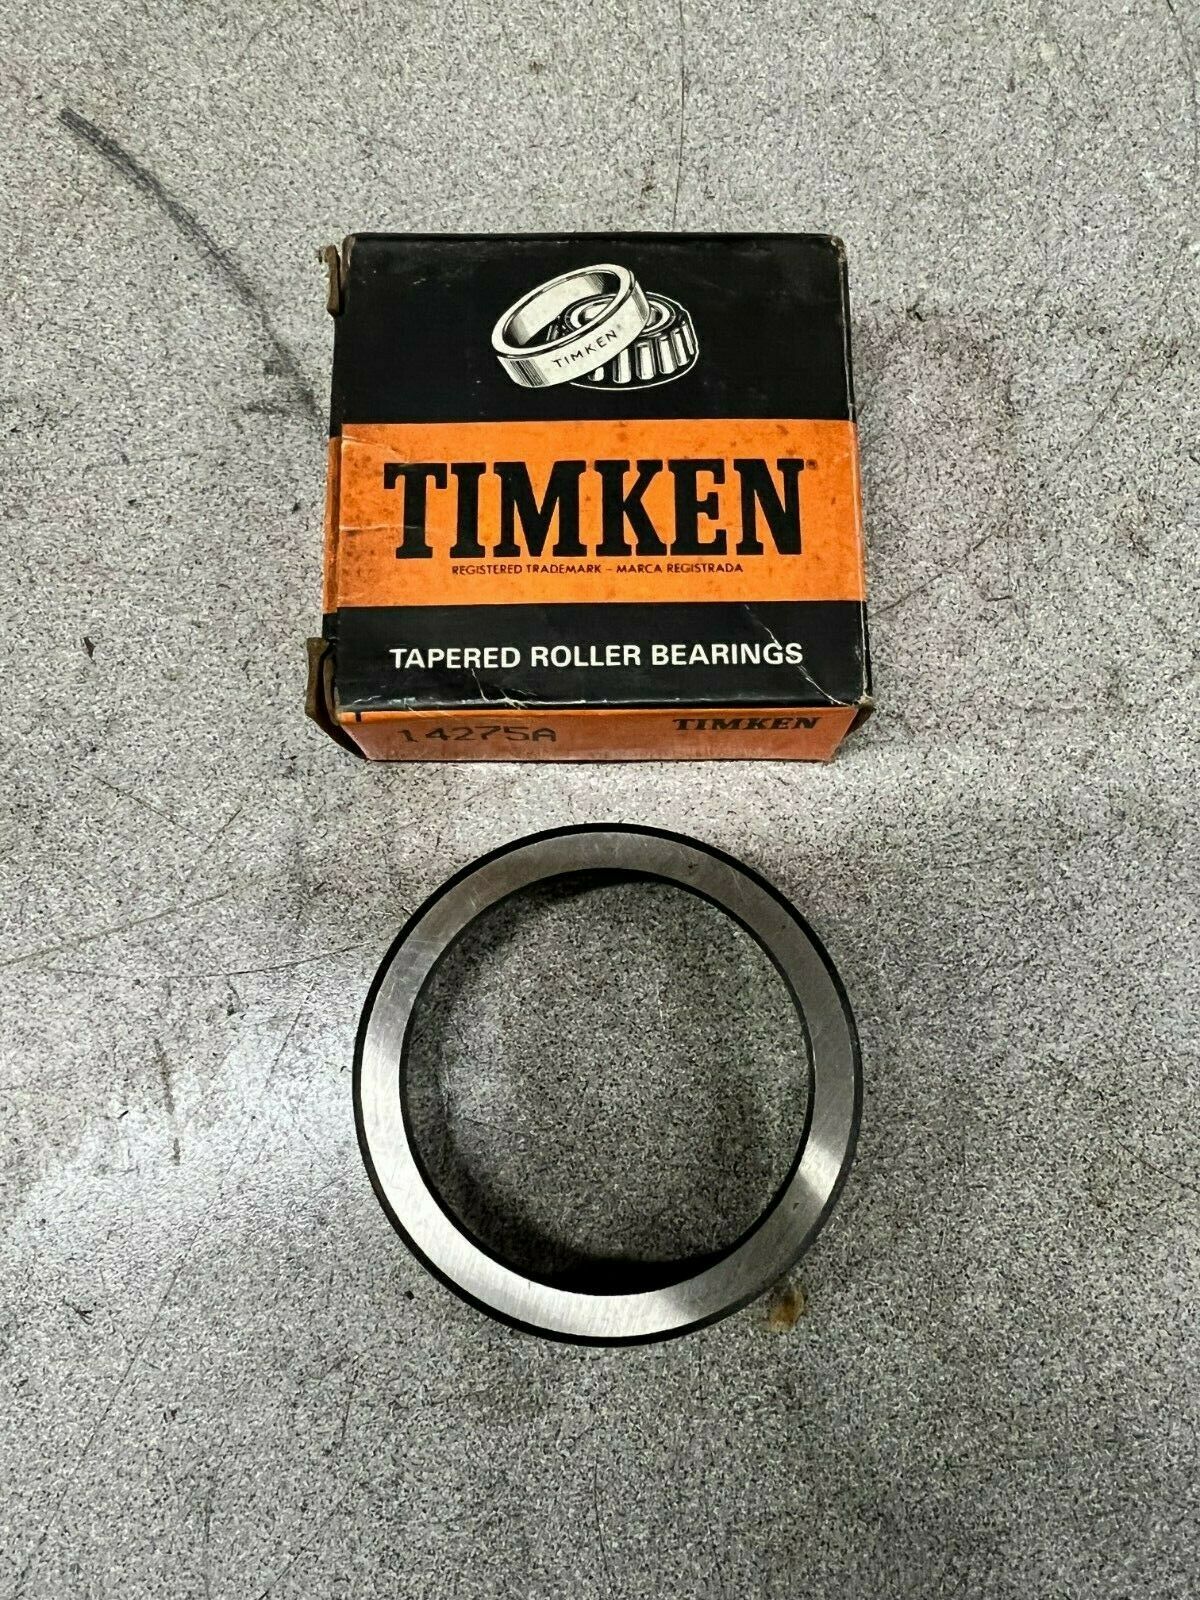 TIMKEN
TIMKEN®
REGISTERED TRADEMARK - MARCA REGISTRADA
TAPERED ROLLER BEARINGS
14275A TIMKEN